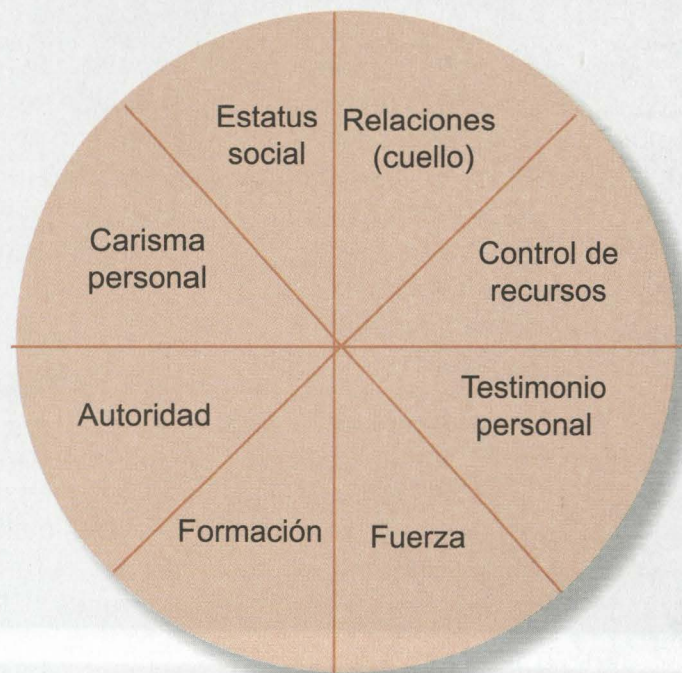 Estatus
social
Relaciones
(cuello)
Control de
recursos
Testimonio
personal
Fuerza
Formación
Autoridad
Carisma
personal